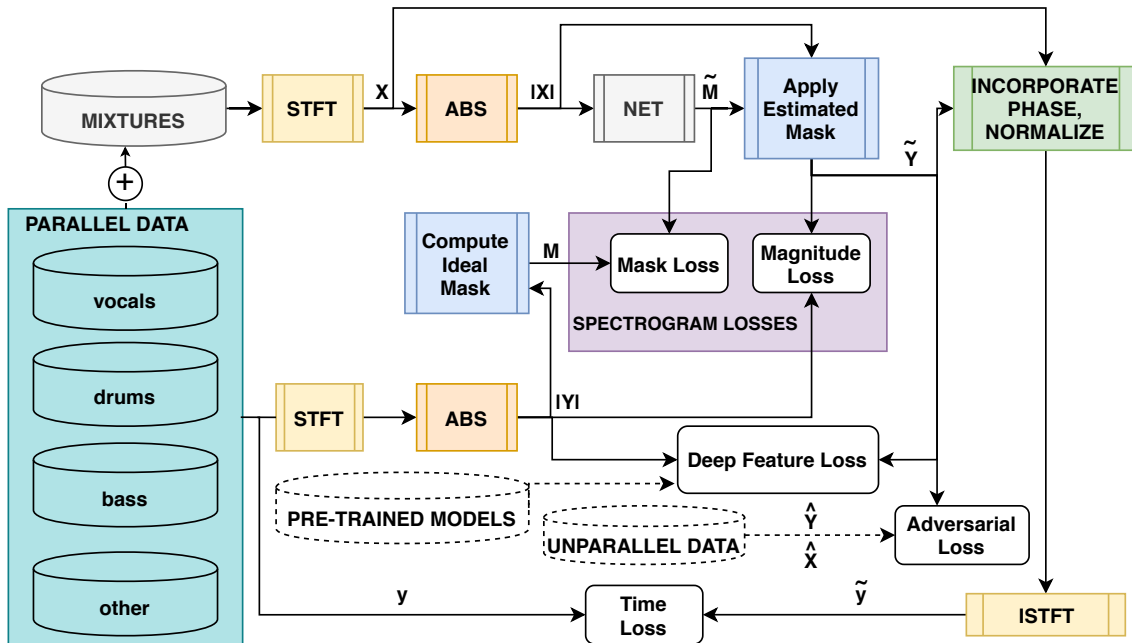 MIXTURES
STFT
X
ABS
|X|
NET
M̃
Apply
Estimated
Mask
Ỹ
INCORPORATE
PHASE,
NORMALIZE
+
PARALLEL DATA
vocals
drums
bass
other
Compute
Ideal
Mask
M
Mask Loss
Magnitude
Loss
SPECTROGRAM LOSSES
STFT
ABS
|Y|
Deep Feature Loss
PRE-TRAINED MODELS
UNPARALLEL DATA
Ŷ
X̂
Adversarial
Loss
y
Time
Loss
ỹ
ISTFT